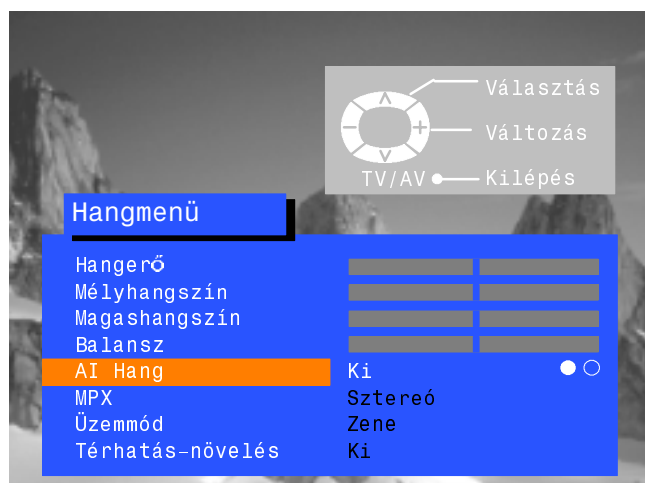 Választás
Változás
TV/AV Kilépés
Hangmenü
Hangerő
Mélyhangszín
Magashangszín
Balansz
AI Hang Ki
MPX Sztereó
Üzemmód Zene
Térhatás-növelés Ki